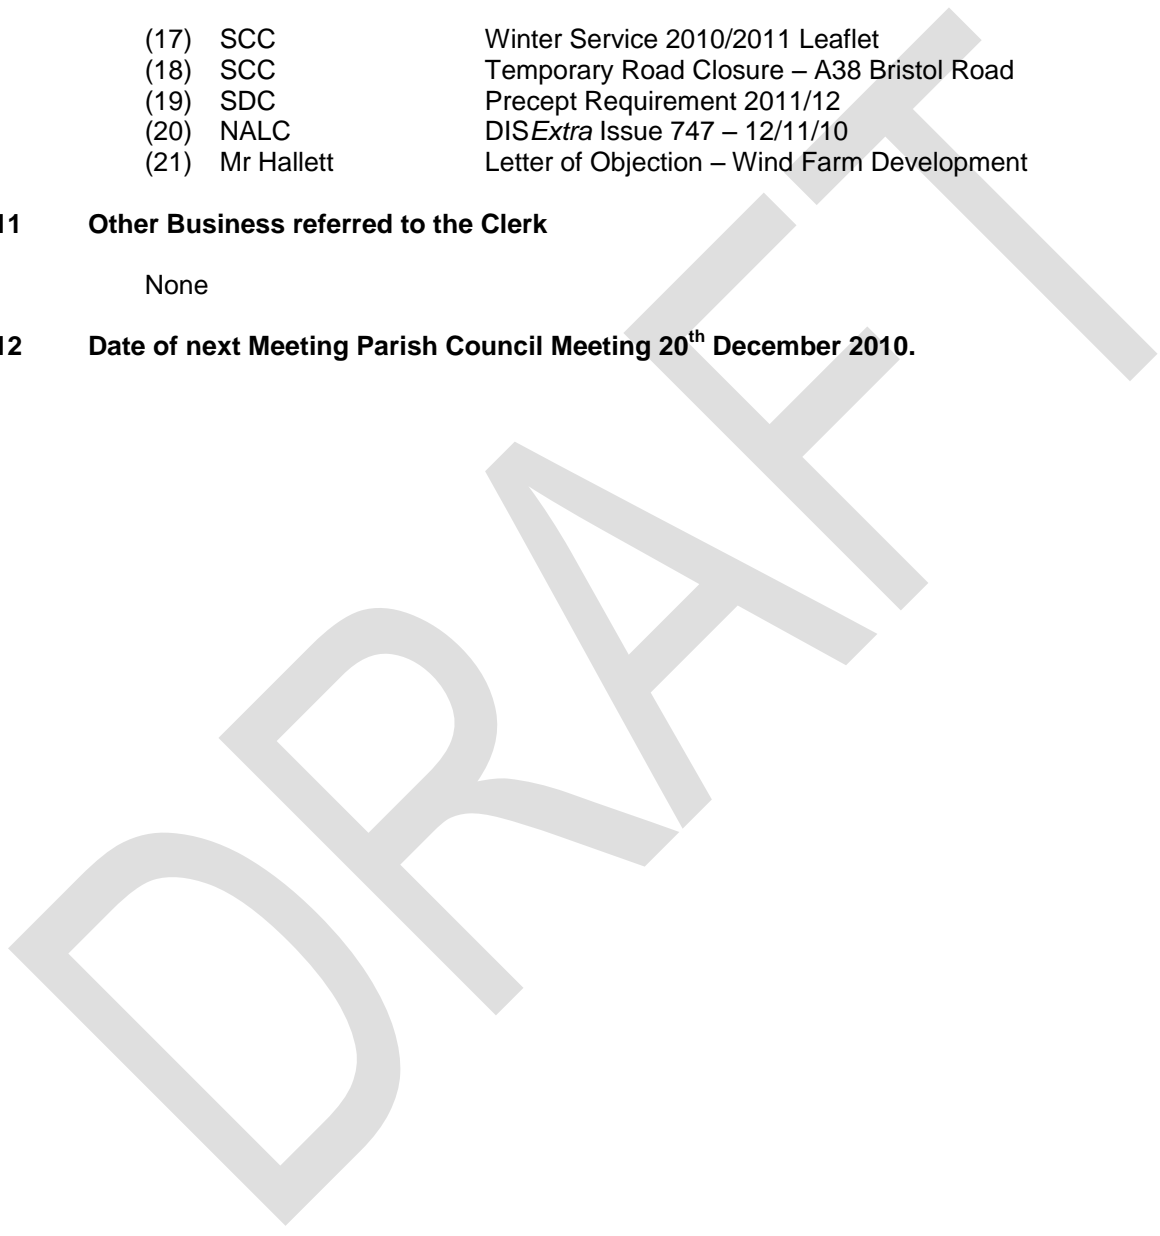 (17) SCC Winter Service 2010/2011 Leaflet
(18) SCC Temporary Road Closure – A38 Bristol Road
(19) SDC Precept Requirement 2011/12
(20) NALC DISExtra Issue 747 – 12/11/10
(21) Mr Hallett Letter of Objection – Wind Farm Development
11 Other Business referred to the Clerk
None
12 Date of next Meeting Parish Council Meeting 20th December 2010.
DRAFT